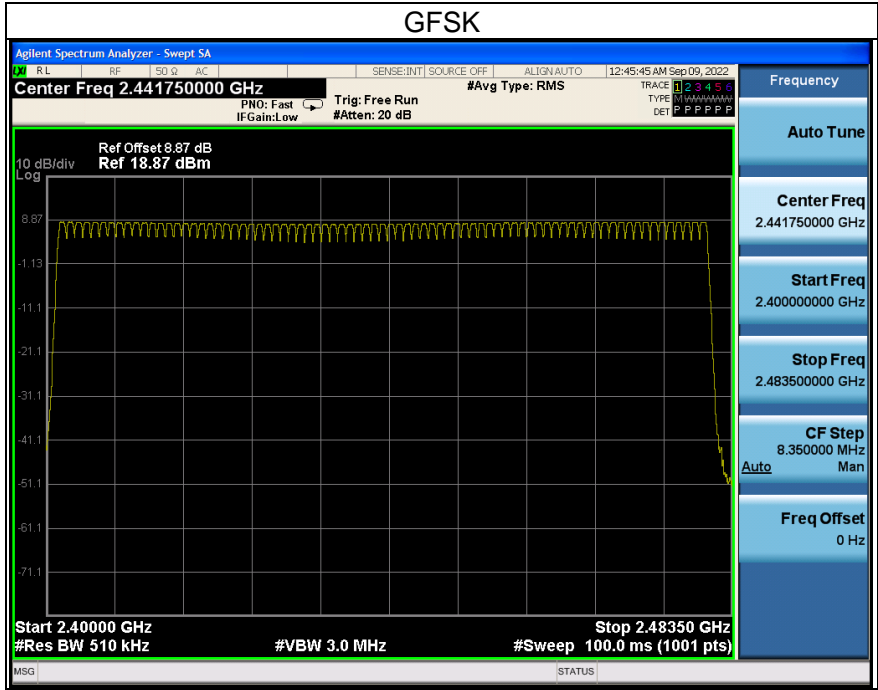 GFSK
Agilent Spectrum Analyzer - Swept SA
LXI RL RF 50 Ω AC SENSE:INT SOURCE OFF ALIGN AUTO 12:45:45 AM Sep 09, 2022
Center Freq 2.441750000 GHz #Avg Type: RMS TRACE 1 2 3 4 5 6
PNO: Fast Trig: Free Run TYPE M WWWWW
IFGain:Low #Atten: 20 dB DET P P P P P P
Ref Offset 8.87 dB
10 dB/div Ref 18.87 dBm
Log
8.87
-1.13
-11.1
-21.1
-31.1
-41.1
-51.1
-61.1
-71.1
Start 2.40000 GHz Stop 2.48350 GHz
#Res BW 510 kHz #VBW 3.0 MHz #Sweep 100.0 ms (1001 pts)
MSG STATUS
Frequency
Auto Tune
Center Freq
2.441750000 GHz
Start Freq
2.400000000 GHz
Stop Freq
2.483500000 GHz
CF Step
8.350000 MHz
Auto Man
Freq Offset
0 Hz